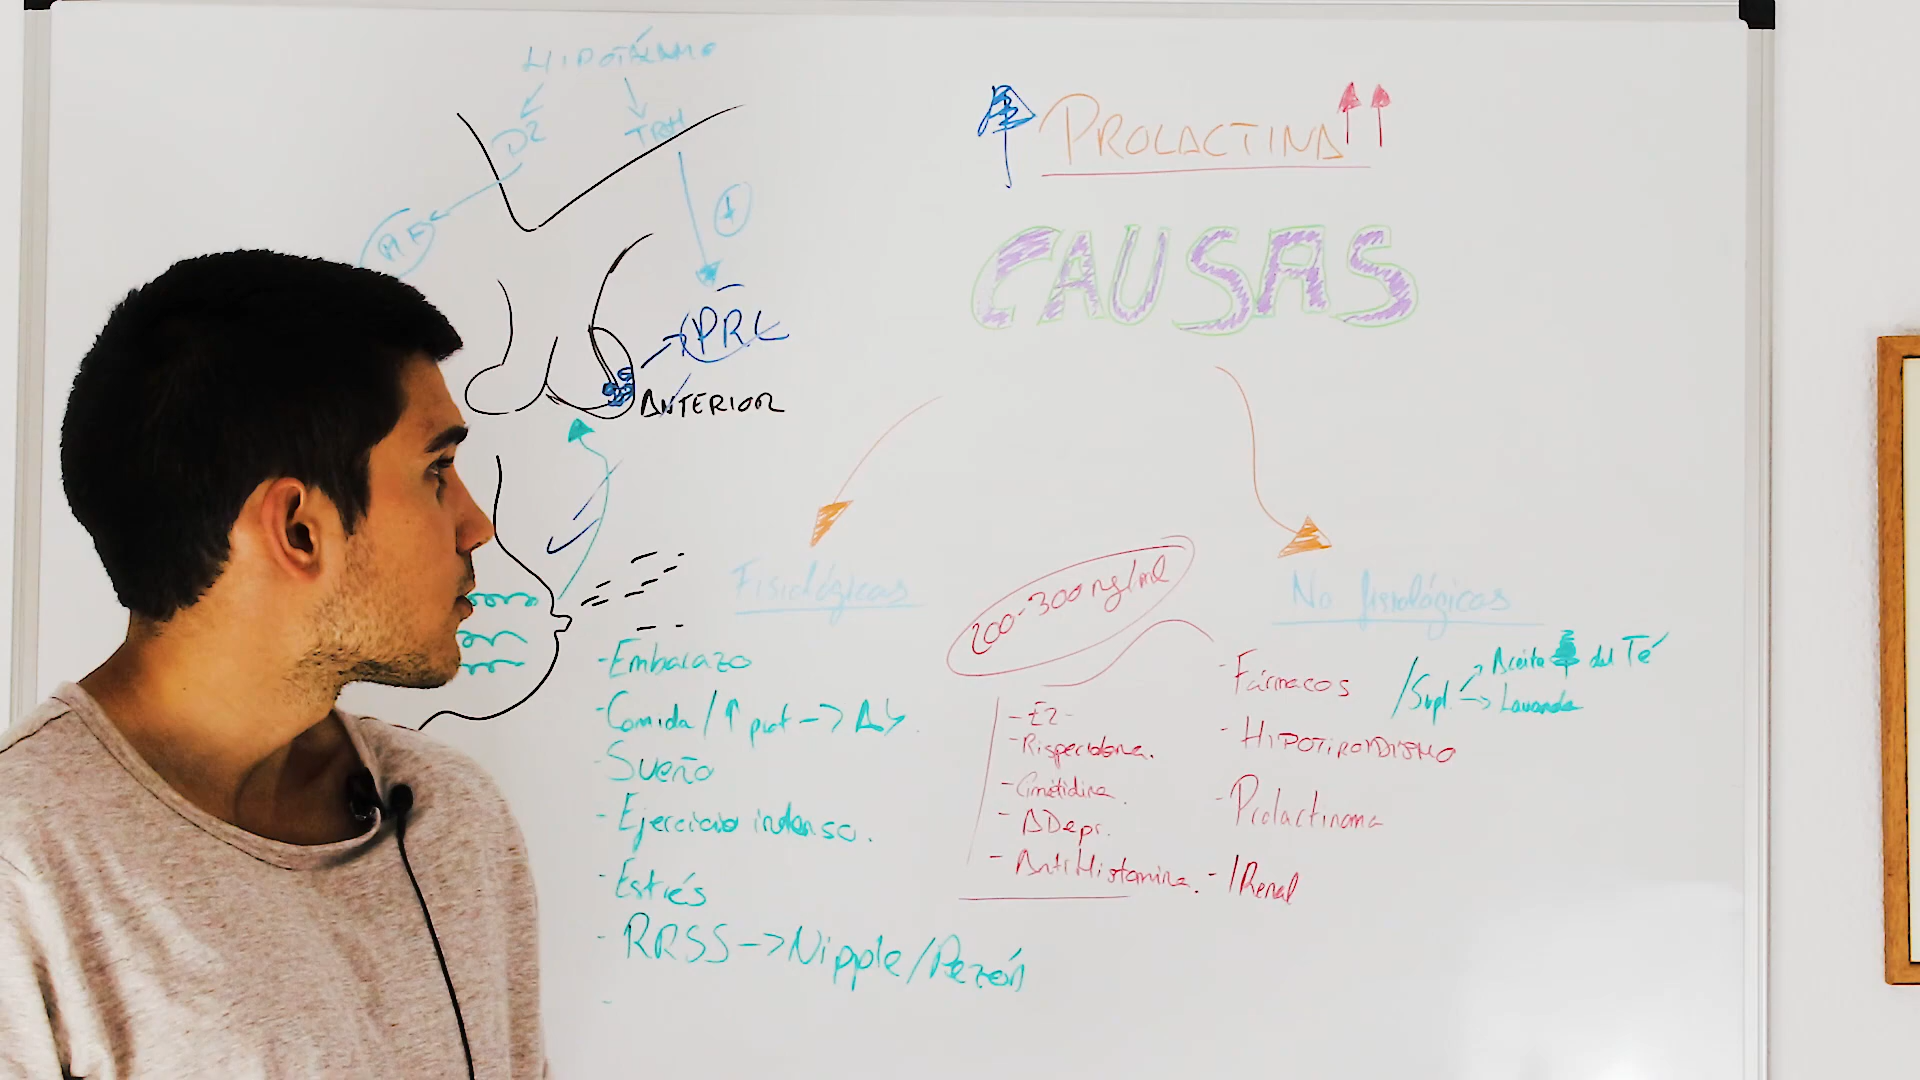 HIPOTÁLAMO
D2
TRH
+
PRL
ANTERIOR
PROLACTINA
CAUSAS
Fisiológicas
-Embarazo
-Comida/↑ prot -->
-Sueño
-Ejercicio intenso.
-Estrés
-RRSS -> Nipple/Pezón
-
200-300 ng/ml
- E2-
-Risperidona.
-Cimetidina.
- ADepr.
- AntiHistamina.
No fisiológicas
- Fármacos /Supl. -> Aceite del Té
-> Lavanda
- HIPOTIROIDISMO
- Prolactinoma
- /Renal